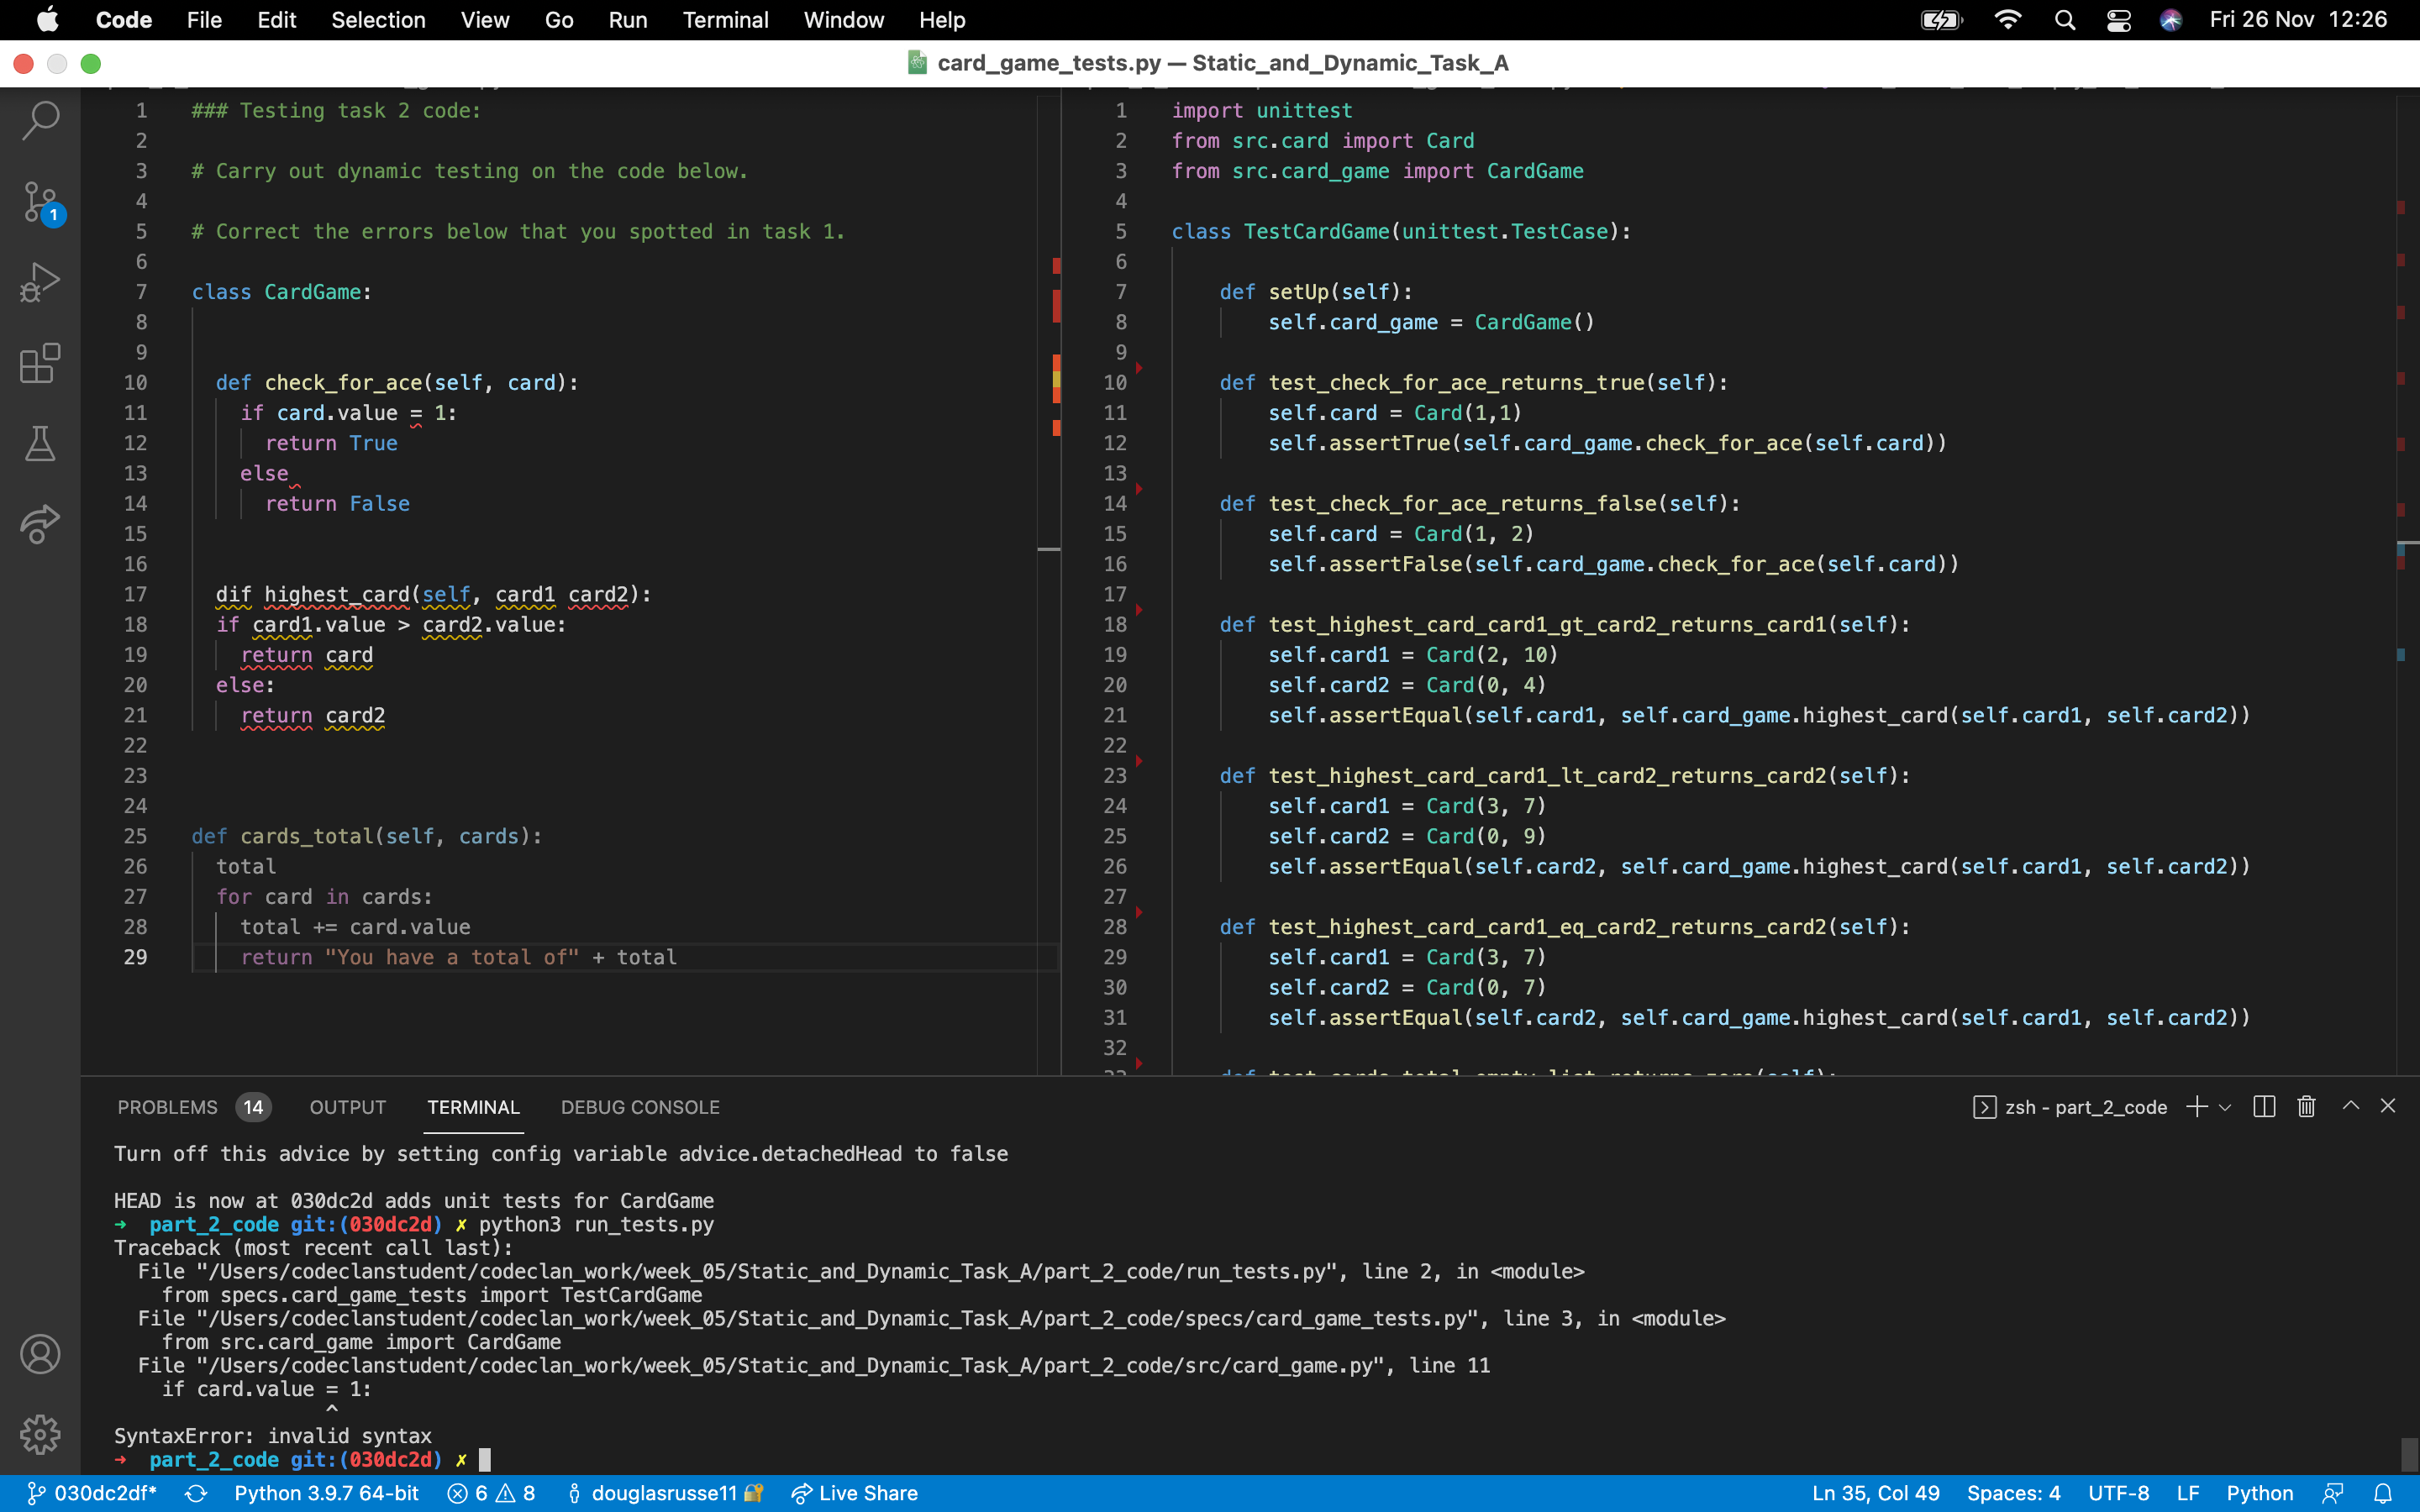 Code File Edit Selection View Go Run Terminal Window Help Fri 26 Nov 12:26
card_game_tests.py — Static_and_Dynamic_Task_A
1 ### Testing task 2 code:
2
3 # Carry out dynamic testing on the code below.
4
5 # Correct the errors below that you spotted in task 1.
6
7 class CardGame:
8
9
10 def check_for_ace(self, card):
11 if card.value = 1:
12 return True
13 else
14 return False
15
16
17 dif highest_card(self, card1 card2):
18 if card1.value > card2.value:
19 return card
20 else:
21 return card2
22
23
24
25 def cards_total(self, cards):
26 total
27 for card in cards:
28 total += card.value
29 return "You have a total of" + total
1 import unittest
2 from src.card import Card
3 from src.card_game import CardGame
4
5 class TestCardGame(unittest.TestCase):
6
7 def setUp(self):
8 self.card_game = CardGame()
9
10 def test_check_for_ace_returns_true(self):
11 self.card = Card(1,1)
12 self.assertTrue(self.card_game.check_for_ace(self.card))
13
14 def test_check_for_ace_returns_false(self):
15 self.card = Card(1, 2)
16 self.assertFalse(self.card_game.check_for_ace(self.card))
17
18 def test_highest_card_card1_gt_card2_returns_card1(self):
19 self.card1 = Card(2, 10)
20 self.card2 = Card(0, 4)
21 self.assertEqual(self.card1, self.card_game.highest_card(self.card1, self.card2))
22
23 def test_highest_card_card1_lt_card2_returns_card2(self):
24 self.card1 = Card(3, 7)
25 self.card2 = Card(0, 9)
26 self.assertEqual(self.card2, self.card_game.highest_card(self.card1, self.card2))
27
28 def test_highest_card_card1_eq_card2_returns_card2(self):
29 self.card1 = Card(3, 7)
30 self.card2 = Card(0, 7)
31 self.assertEqual(self.card2, self.card_game.highest_card(self.card1, self.card2))
32
33 def test_cards_total_empty_list_returns_zero(self):
1
PROBLEMS 14 OUTPUT TERMINAL DEBUG CONSOLE zsh - part_2_code
Turn off this advice by setting config variable advice.detachedHead to false
HEAD is now at 030dc2d adds unit tests for CardGame
➜ part_2_code git:(030dc2d) ✗ python3 run_tests.py
Traceback (most recent call last):
File "/Users/codeclanstudent/codeclan_work/week_05/Static_and_Dynamic_Task_A/part_2_code/run_tests.py", line 2, in <module>
from specs.card_game_tests import TestCardGame
File "/Users/codeclanstudent/codeclan_work/week_05/Static_and_Dynamic_Task_A/part_2_code/specs/card_game_tests.py", line 3, in <module>
from src.card_game import CardGame
File "/Users/codeclanstudent/codeclan_work/week_05/Static_and_Dynamic_Task_A/part_2_code/src/card_game.py", line 11
if card.value = 1:
^
SyntaxError: invalid syntax
➜ part_2_code git:(030dc2d) ✗
030dc2df* Python 3.9.7 64-bit 6 8 douglasrusse11 Live Share Ln 35, Col 49 Spaces: 4 UTF-8 LF Python